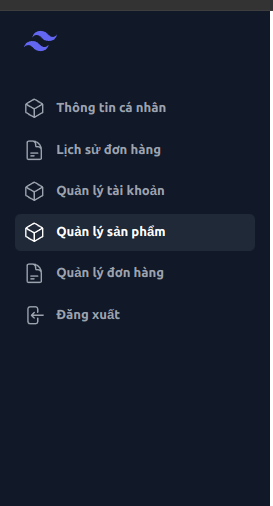 Thông tin cá nhân
Lịch sử đơn hàng
Quản lý tài khoản
Quản lý sản phẩm
Quản lý đơn hàng
Đăng xuất